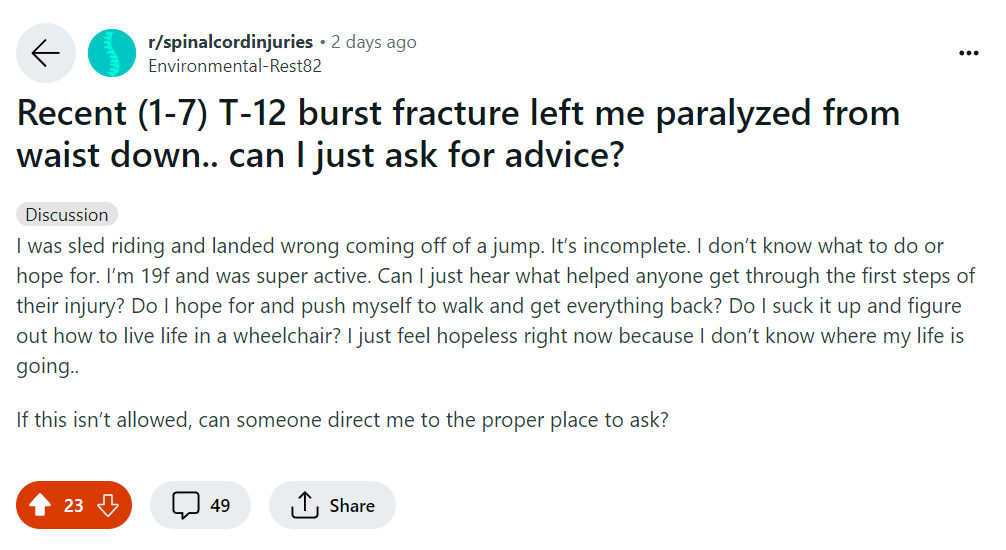 r/spinalcordinjuries • 2 days ago
Environmental-Rest82
Recent (1-7) T-12 burst fracture left me paralyzed from
waist down.. can I just ask for advice?
Discussion
I was sled riding and landed wrong coming off of a jump. It’s incomplete. I don’t know what to do or
hope for. I’m 19f and was super active. Can I just hear what helped anyone get through the first steps of
their injury? Do I hope for and push myself to walk and get everything back? Do I suck it up and figure
out how to live life in a wheelchair? I just feel hopeless right now because I don’t know where my life is
going..
If this isn’t allowed, can someone direct me to the proper place to ask?
23 49 Share